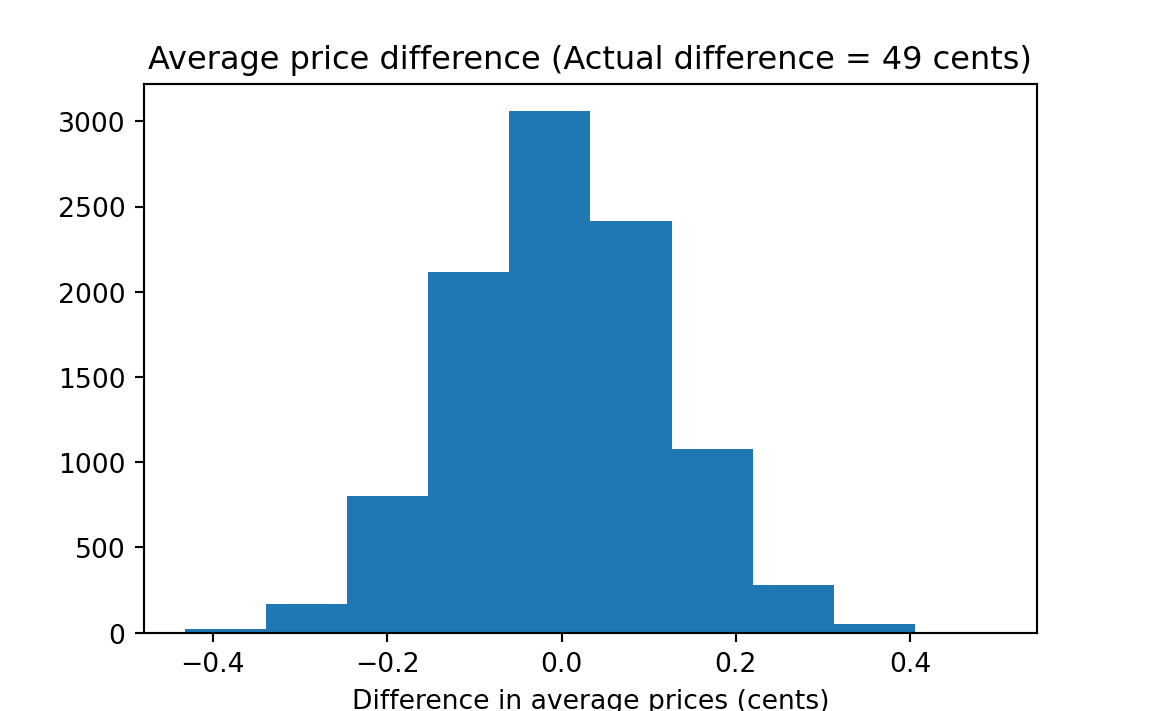 Average price difference (Actual difference = 49 cents)
3000
2500
2000
1500
1000
500
0
−0.4 −0.2 0.0 0.2 0.4
Difference in average prices (cents)